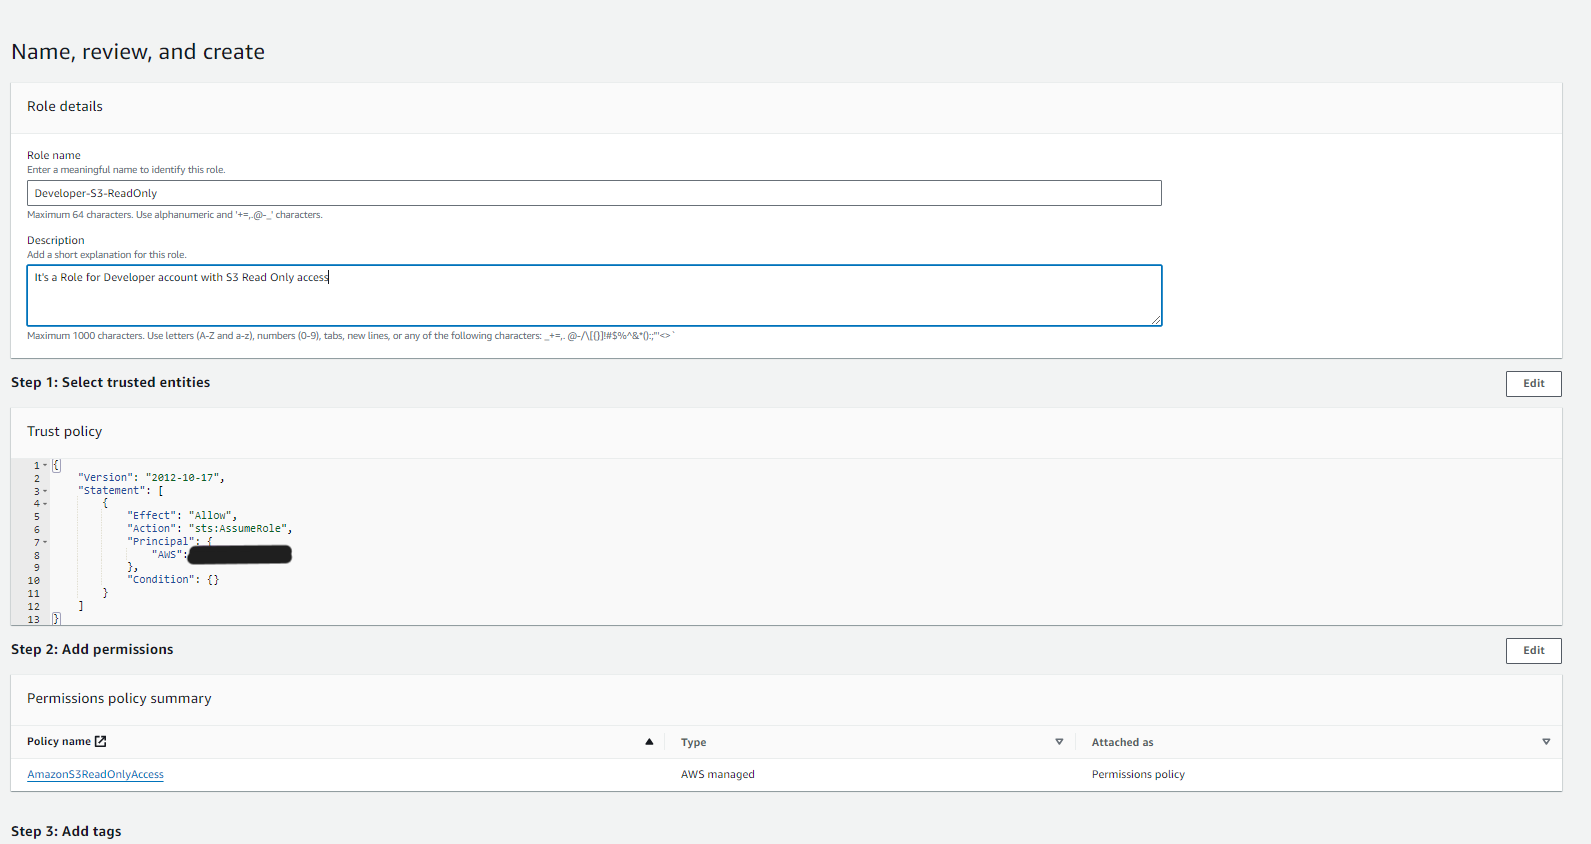 Name, review, and create
Role details
Role name
Enter a meaningful name to identify this role.
Developer-S3-ReadOnly
Maximum 64 characters. Use alphanumeric and '+=,.@-_' characters.
Description
Add a short explanation for this role.
It's a Role for Developer account with S3 Read Only access
Maximum 1000 characters. Use letters (A-Z and a-z), numbers (0-9), tabs, new lines, or any of the following characters: _+=,. @-/\[{}]!#$%^&*();:"'<>`
Step 1: Select trusted entities
Edit
Trust policy
1 {
2 "Version": "2012-10-17",
3 "Statement": [
4 {
5 "Effect": "Allow",
6 "Action": "sts:AssumeRole",
7 "Principal": {
8 "AWS":
9 },
10 "Condition": {}
11 }
12 ]
13 }
Step 2: Add permissions
Edit
Permissions policy summary
Policy name Type Attached as
AmazonS3ReadOnlyAccess AWS managed Permissions policy
Step 3: Add tags